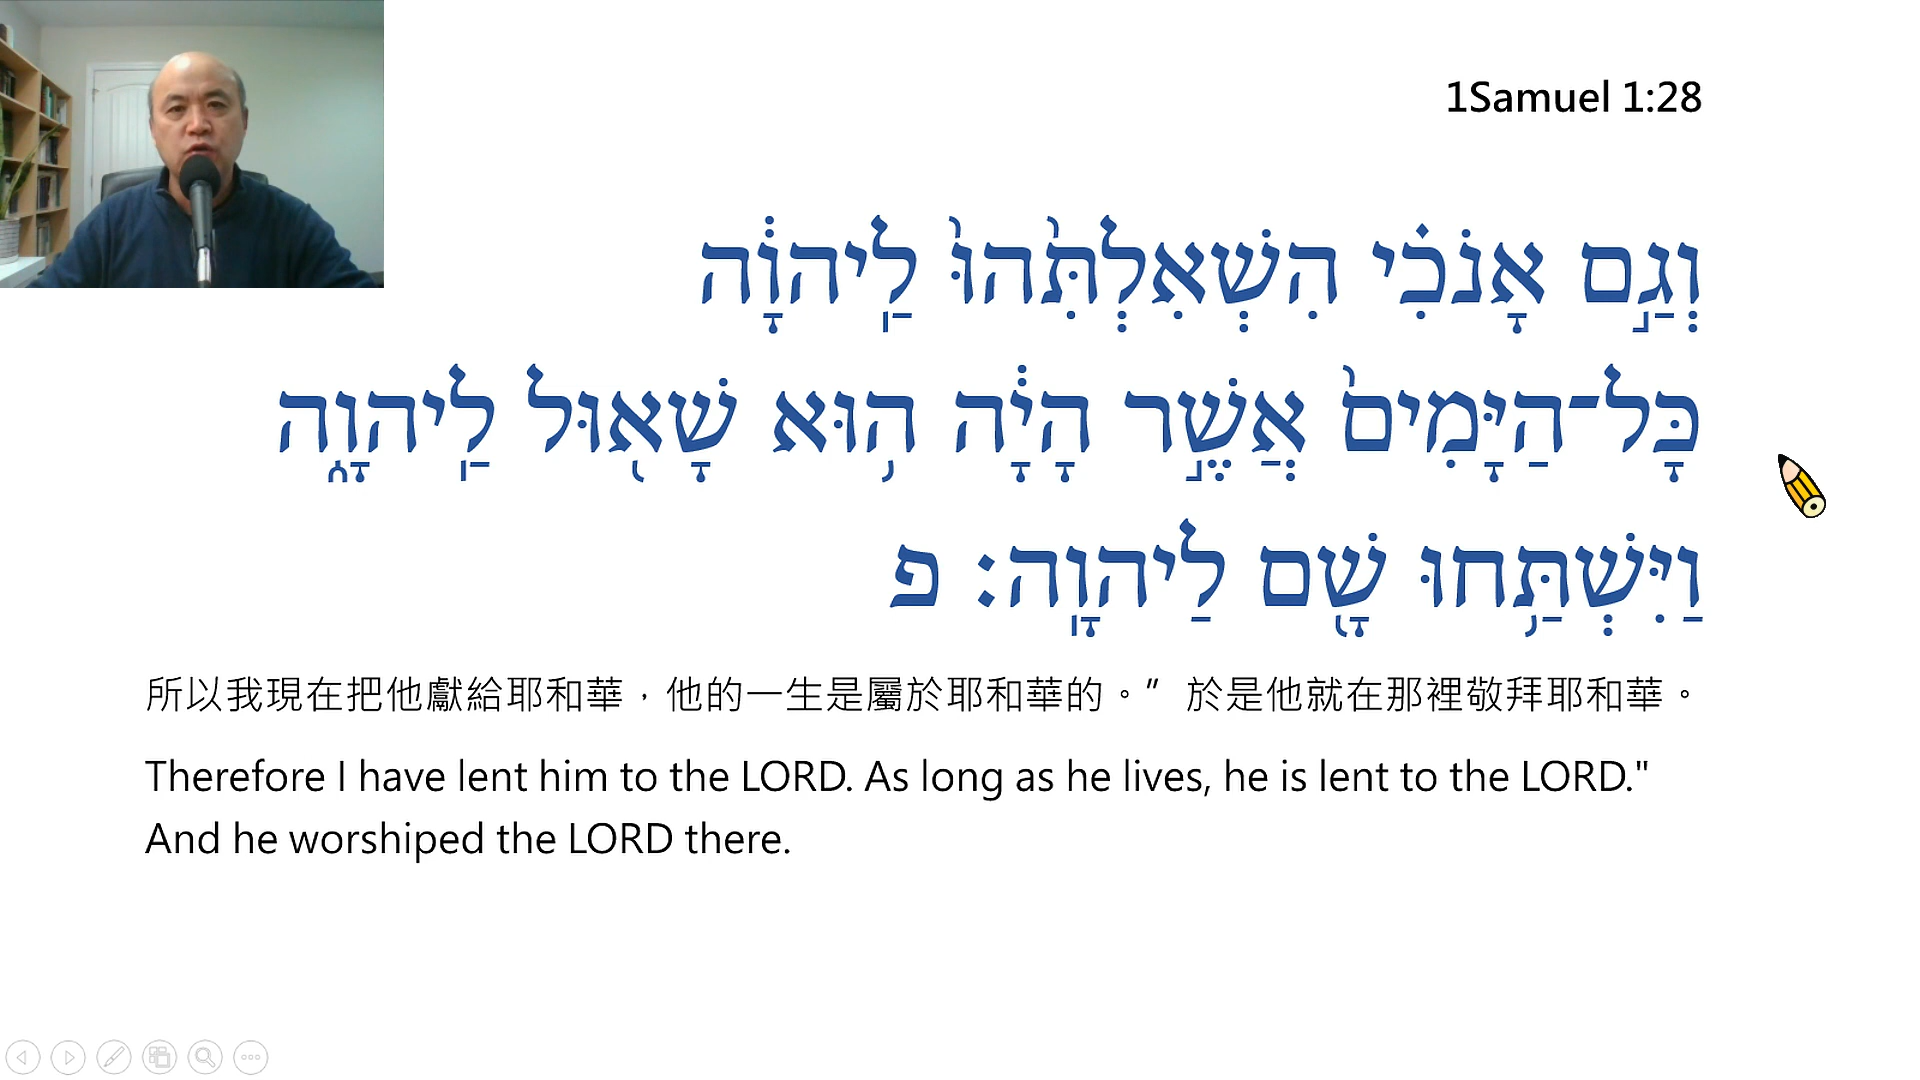 1Samuel 1:28
וְגַ֣ם אָנֹכִ֗י הִשְׁאִלְתִּ֙הוּ֙ לַֽיהוָ֔ה
כָּל־הַיָּמִים֙ אֲשֶׁ֣ר הָיָ֔ה ה֥וּא שָׁא֖וּל לַֽיהוָ֑ה
וַיִּשְׁתַּ֥חוּ שָׁ֖ם לַיהוָֽה׃ פ
所以我現在把他獻給耶和華，他的一生是屬於耶和華的。”於是他就在那裡敬拜耶和華。
Therefore I have lent him to the LORD. As long as he lives, he is lent to the LORD."
And he worshiped the LORD there.